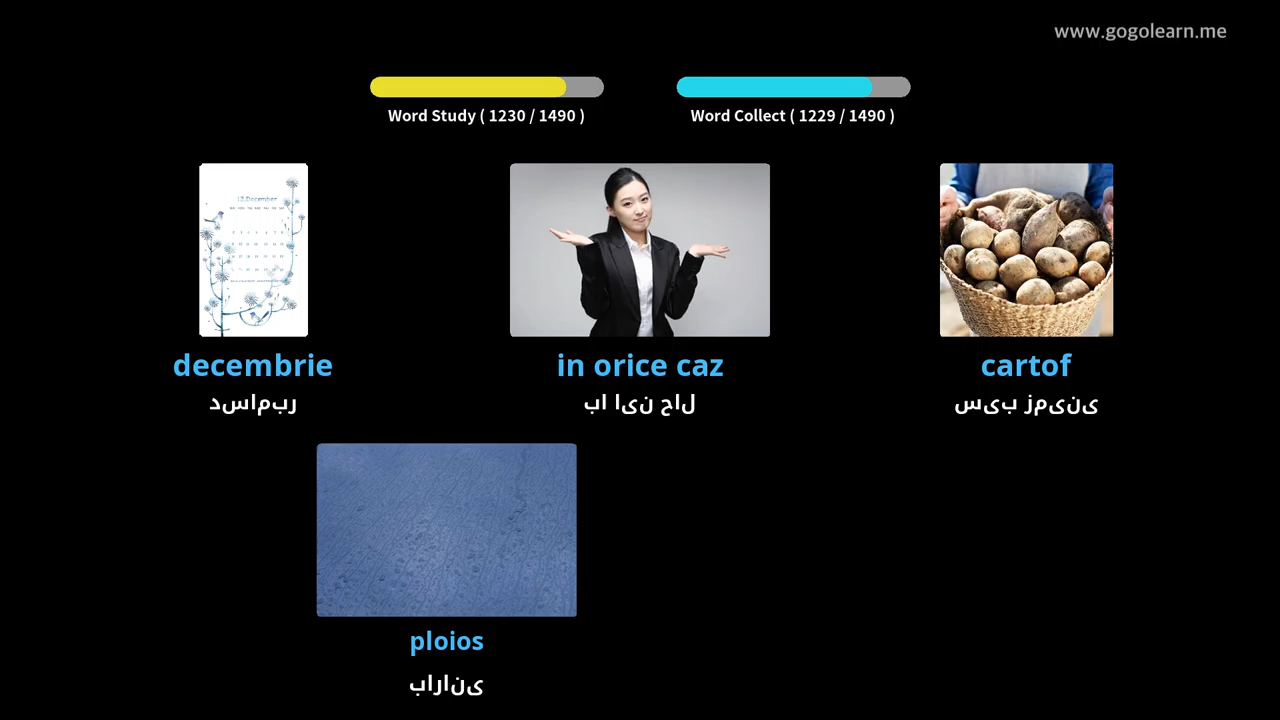 www.gogolearn.me
Word Study ( 1230 / 1490 )
Word Collect ( 1229 / 1490 )
decembrie
دسامبر
in orice caz
با این حال
cartof
سیب زمینی
ploios
بارانی